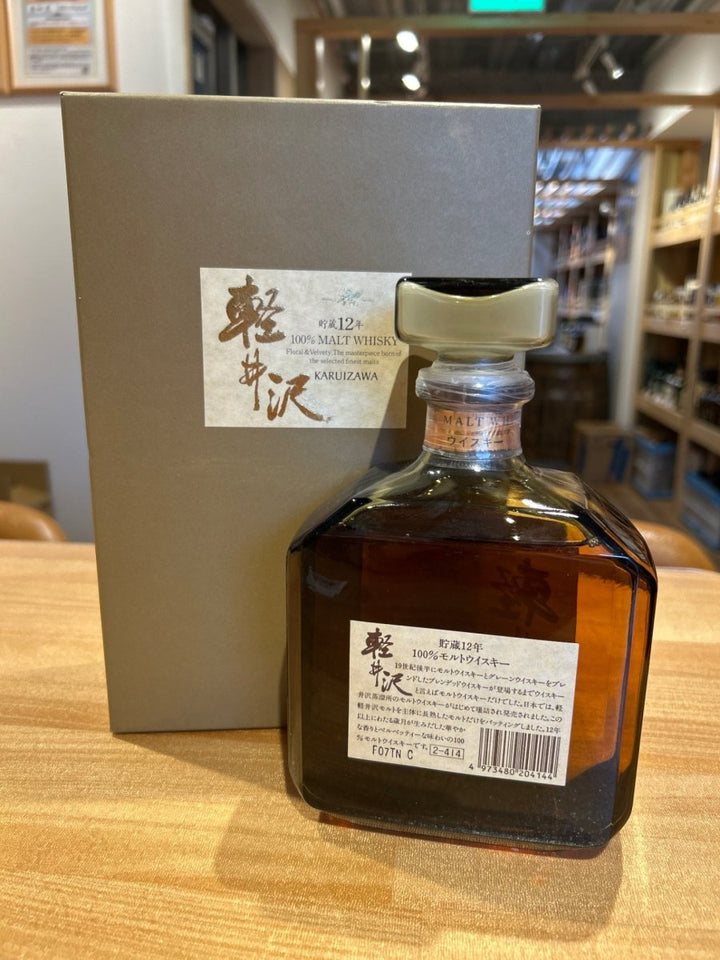 軽井沢
貯蔵12年
100% MALT WHISKY
Floral & Velvety, The masterpiece born of
the selected finest malts
KARUIZAWA
MALT WH
ウイスキー
軽井沢
貯蔵12年
100%モルトウイスキー
19世紀後半にモルトウイスキーとグレーンウイスキーをブレ
ンドしたブレンデッドウイスキーが登場するまでウイスキー
と言えばモルトウイスキーだけでした。日本では、軽
井沢蒸溜所のモルトウイスキーがはじめて壜詰され発売されました。この
軽井沢モルトを主体に長熟したモルトだけをバッティングしました。12年
以上にわたる歳月が生みだした華やか
な香りとベルベッティーな味わいの100
%モルトウイスキーです。
F07TN C
2-414
4 973480 204144